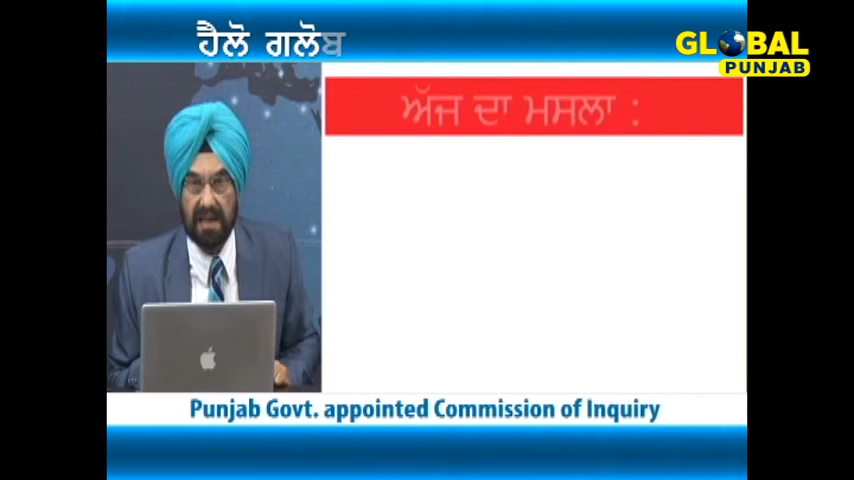 ਹੈਲੋ ਗਲੋਬ
GLOBAL
PUNJAB
ਅੱਜ ਦਾ ਮਸਲਾ :
Punjab Govt. appointed Commission of Inquiry